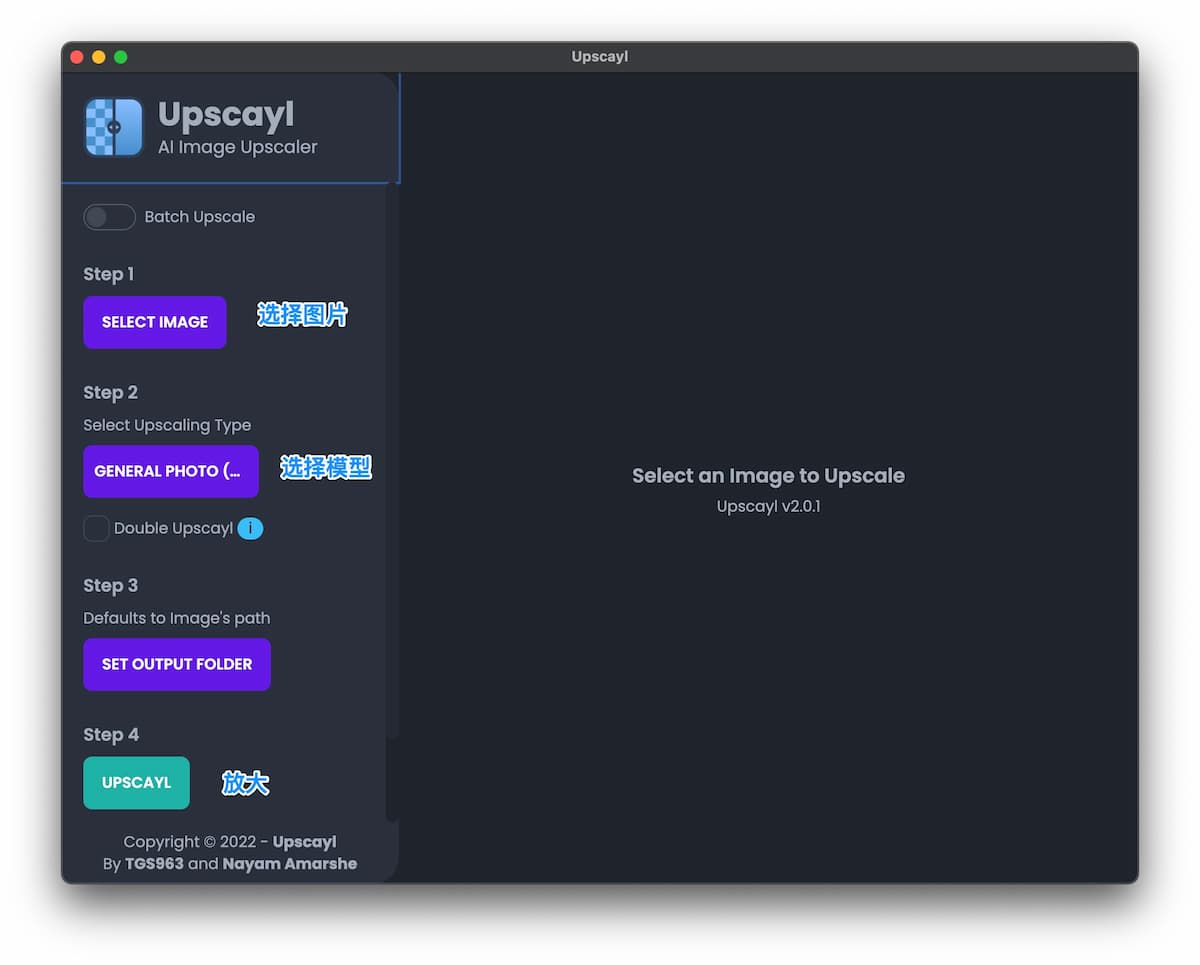 Upscayl
Upscayl
AI Image Upscaler
Batch Upscale
Step 1
SELECT IMAGE 选择图片
Step 2
Select Upscaling Type
GENERAL PHOTO (... 选择模型
Double Upscayl i
Step 3
Defaults to Image's path
SET OUTPUT FOLDER
Step 4
UPSCAYL 放大
Copyright © 2022 - Upscayl
By TGS963 and Nayam Amarshe
Select an Image to Upscale
Upscayl v2.0.1